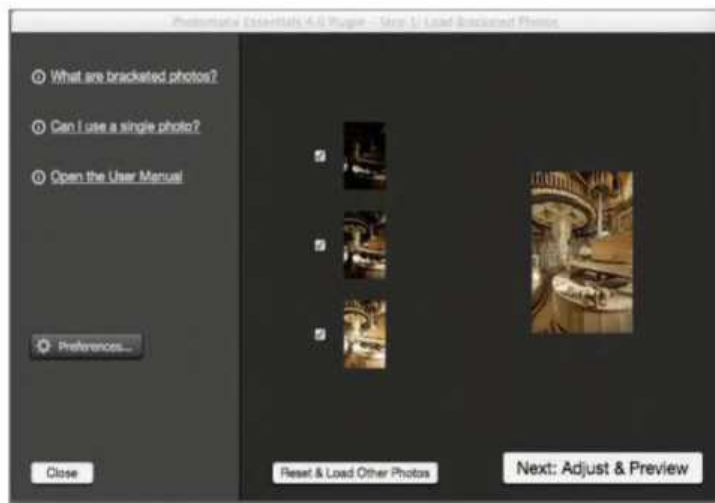 Photomatix Essentials 4.0 Plugin - Step 1: Load Bracketed Photos
What are bracketed photos?
Can I use a single photo?
Open the User Manual
Preferences...
Close
Reset & Load Other Photos
Next: Adjust & Preview